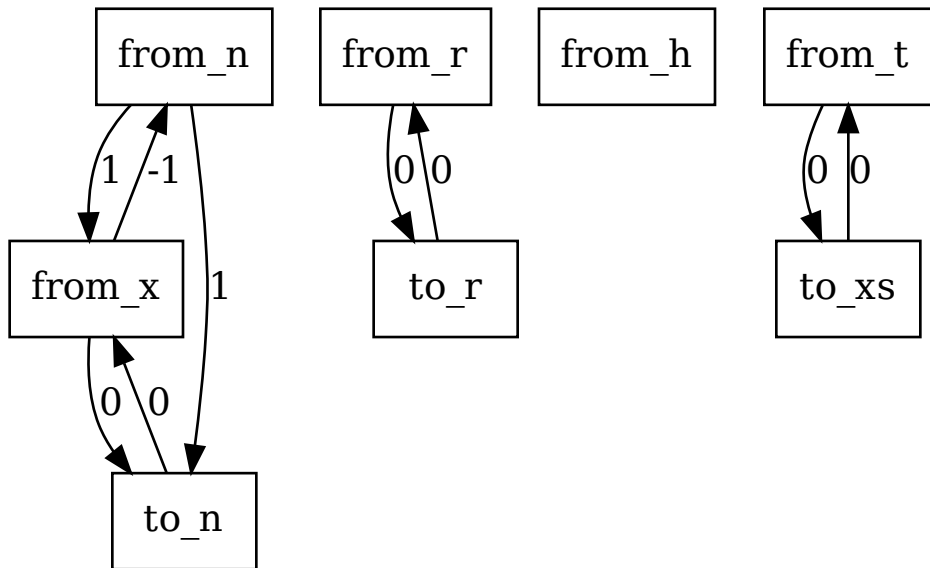 from_n from_r from_h from_t
1 -1 0 0 0 0
from_x 1 to_r to_xs
0 0
to_n